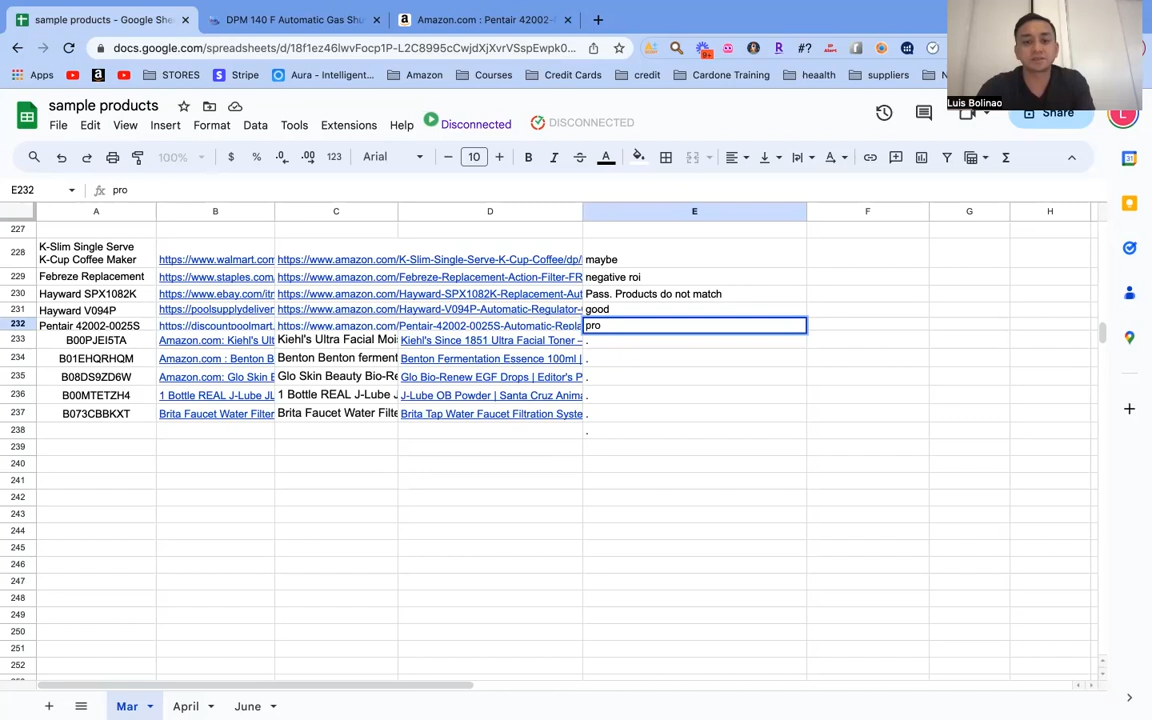 sample products - Google She
DPM 140 F Automatic Gas Shu
Amazon.com : Pentair 42002-
docs.google.com/spreadsheets/d/18f1ez46lwvFocp1P-L2C8995cCwjdXjXvrVSspEwpk0...
9+
#?
Apps
STORES
Stripe
Aura - Intelligent...
Amazon
Courses
Credit Cards
credit
Cardone Training
heaalth
suppliers
Luis Bolinao
sample products
File Edit View Insert Format Data Tools Extensions Help
Disconnected
DISCONNECTED
Share
L
100% $ % .0 .00 123 Arial 10 B I A
31
E232 fx pro
A B C D E F G H
227
228 K-Slim Single Serve
K-Cup Coffee Maker https://www.walmart.com https://www.amazon.com/K-Slim-Single-Serve-K-Cup-Coffee/dp/ maybe
229 Febreze Replacement https://www.staples.com https://www.amazon.com/Febreze-Replacement-Action-Filter-FR negative roi
230 Hayward SPX1082K https://www.ebay.com/itr https://www.amazon.com/Hayward-SPX1082K-Replacement-Aut Pass. Products do not match
231 Hayward V094P https://poolsupplydeliver https://www.amazon.com/Hayward-V094P-Automatic-Regulator- good
232 Pentair 42002-0025S https://discountpoolmart. https://www.amazon.com/Pentair-42002-0025S-Automatic-Repla pro
233 B00PJEI5TA Amazon.com: Kiehl's Ult Kiehl's Ultra Facial Moi Kiehl's Since 1851 Ultra Facial Toner – .
234 B01EHQRHQM Amazon.com : Benton B Benton Benton ferment Benton Fermentation Essence 100ml | .
235 B08DS9ZD6W Amazon.com: Glo Skin E Glo Skin Beauty Bio-Re Glo Bio-Renew EGF Drops | Editor's P .
236 B00MTETZH4 1 Bottle REAL J-Lube JL 1 Bottle REAL J-Lube J J-Lube OB Powder | Santa Cruz Anima .
237 B073CBBKXT Brita Faucet Water Filter Brita Faucet Water Filte Brita Tap Water Faucet Filtration Syste .
238 .
239
240
241
242
243
244
245
246
247
248
249
250
251
252
Mar April June